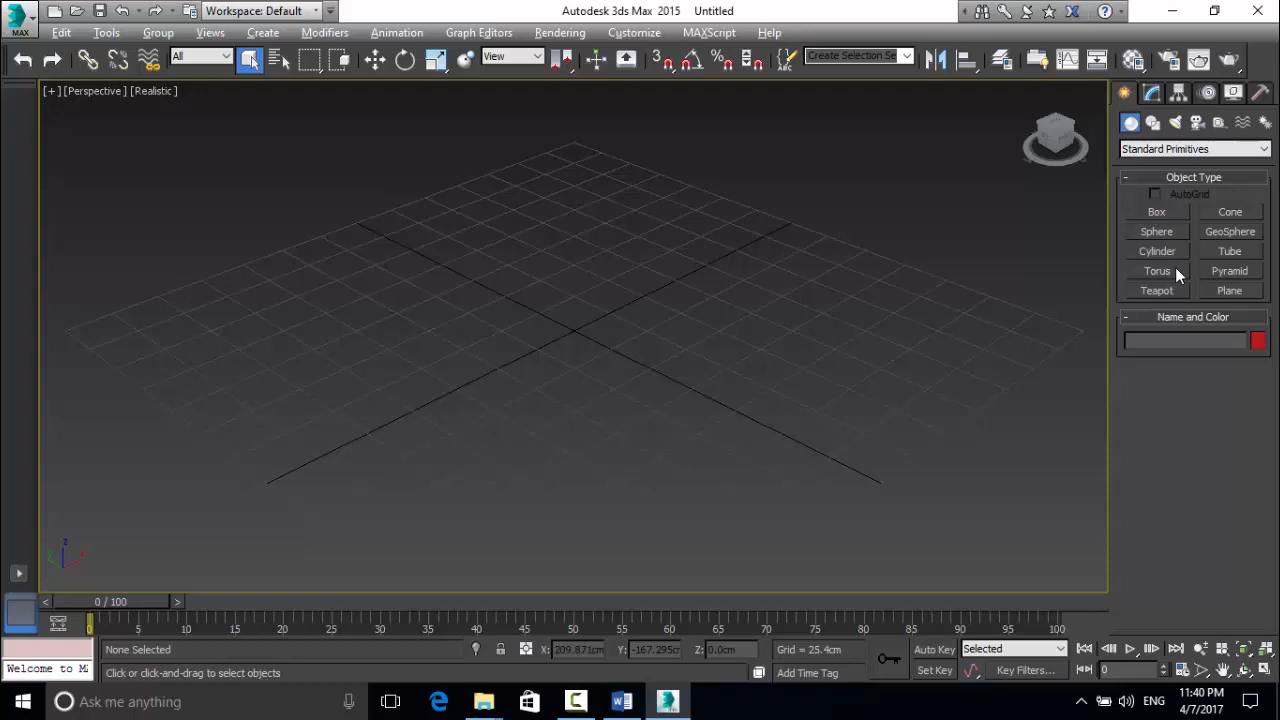 MAX
Workspace: Default
Autodesk 3ds Max 2015
Untitled
Edit
Tools
Group
Views
Create
Modifiers
Animation
Graph Editors
Rendering
Customize
MAXScript
Help
All
View
3
Create Selection Se
[+] [Perspective ] [Realistic ]
Standard Primitives
- Object Type
AutoGrid
Box Cone
Sphere GeoSphere
Cylinder Tube
Torus Pyramid
Teapot Plane
- Name and Color
z
x
y
< 0 / 100 >
0 5 10 15 20 25 30 35 40 45 50 55 60 65 70 75 80 85 90 95 100
None Selected
X: 209.871cm Y: -167.295cm Z: 0.0cm
Grid = 25.4cm
Auto Key
Selected
Welcome to M
Click or click-and-drag to select objects
Add Time Tag
Set Key
Key Filters...
0
Ask me anything
ENG
11:40 PM
4/7/2017